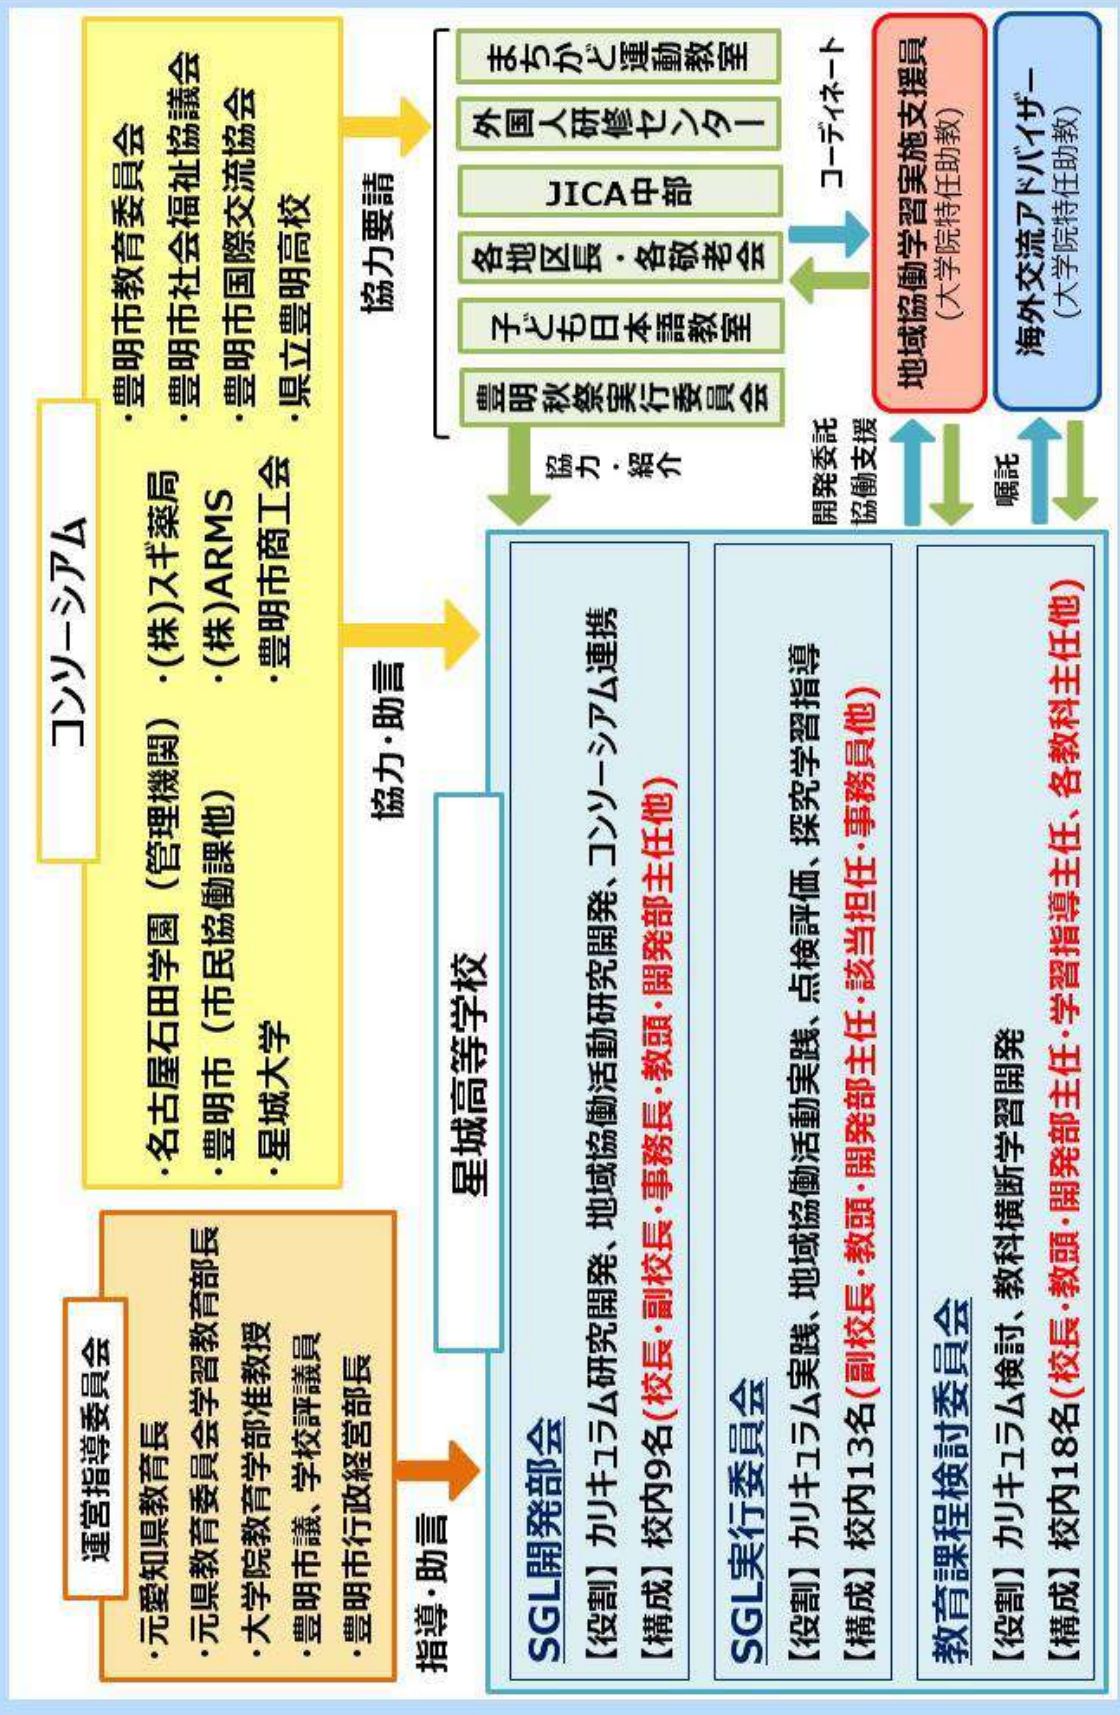 運営指導委員会
・元愛知県教育長
・元県教育委員会学習教育部長
・大学院教育学部准教授
・豊明市議、学校評議員
・豊明市行政経営部長
指導・助言
コンソーシアム
・名古屋石田学園（管理機関）
・豊明市（市民協働課他）
・星城大学
・(株)スギ薬局
・(株)ARMS
・豊明市商工会
・豊明市教育委員会
・豊明市社会福祉協議会
・豊明市国際交流協会
・県立豊明高校
協力・助言
協力要請
星城高等学校
SGL開発部会
【役割】カリキュラム研究開発、地域協働活動研究開発、コンソーシアム連携
【構成】校内9名(校長・副校長・事務長・教頭・開発部主任他)
SGL実行委員会
【役割】カリキュラム実践、地域協働活動実践、点検評価、探究学習指導
【構成】校内13名(副校長・教頭・開発部主任・該当担任・事務員他)
教育課程検討委員会
【役割】カリキュラム検討、教科横断学習開発
【構成】校内18名(校長・教頭・開発部主任・学習指導主任、各教科主任他)
まちかど運動教室
外国人研修センター
JICA中部
各地区長・各敬老会
子ども日本語教室
豊明秋祭実行委員会
協力・紹介
コーディネート
開発委託
協働支援
嘱託
地域協働学習実施支援員
(大学院特任助教)
海外交流アドバイザー
(大学院特任助教)